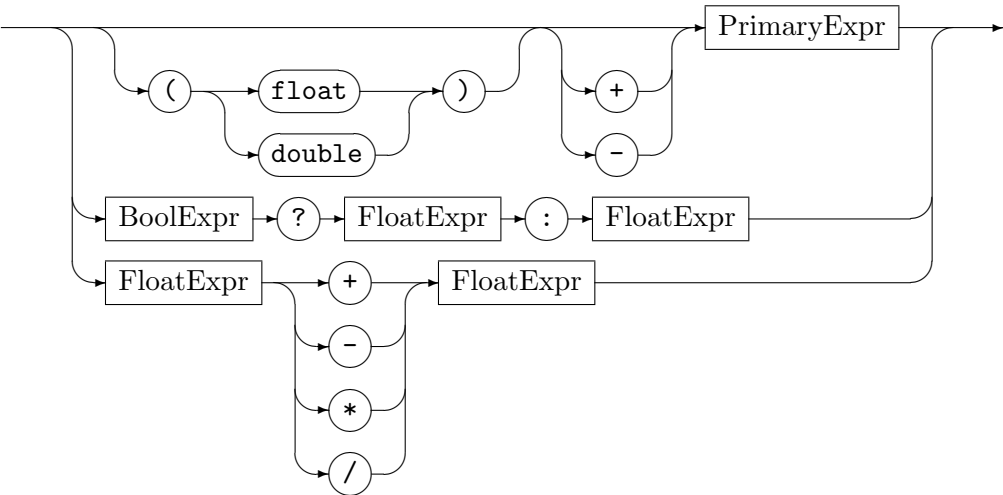 PrimaryExpr
( float ) +
double -
BoolExpr ? FloatExpr : FloatExpr
FloatExpr + FloatExpr
-
*
/